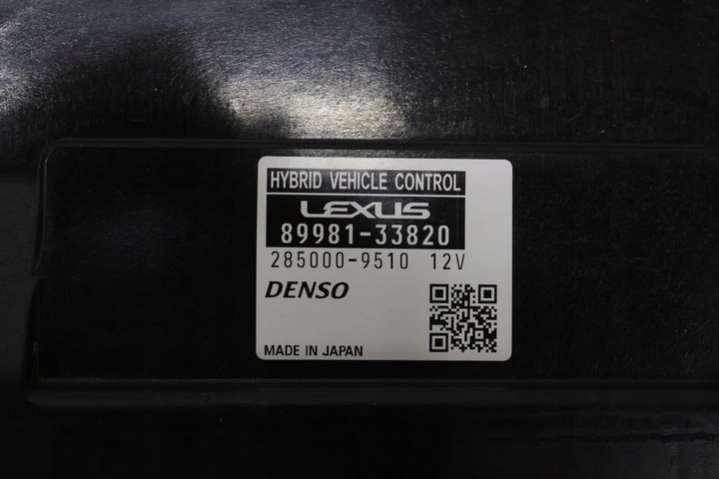 HYBRID VEHICLE CONTROL
LEXUS
89981-33820
285000-9510 12V
DENSO
MADE IN JAPAN